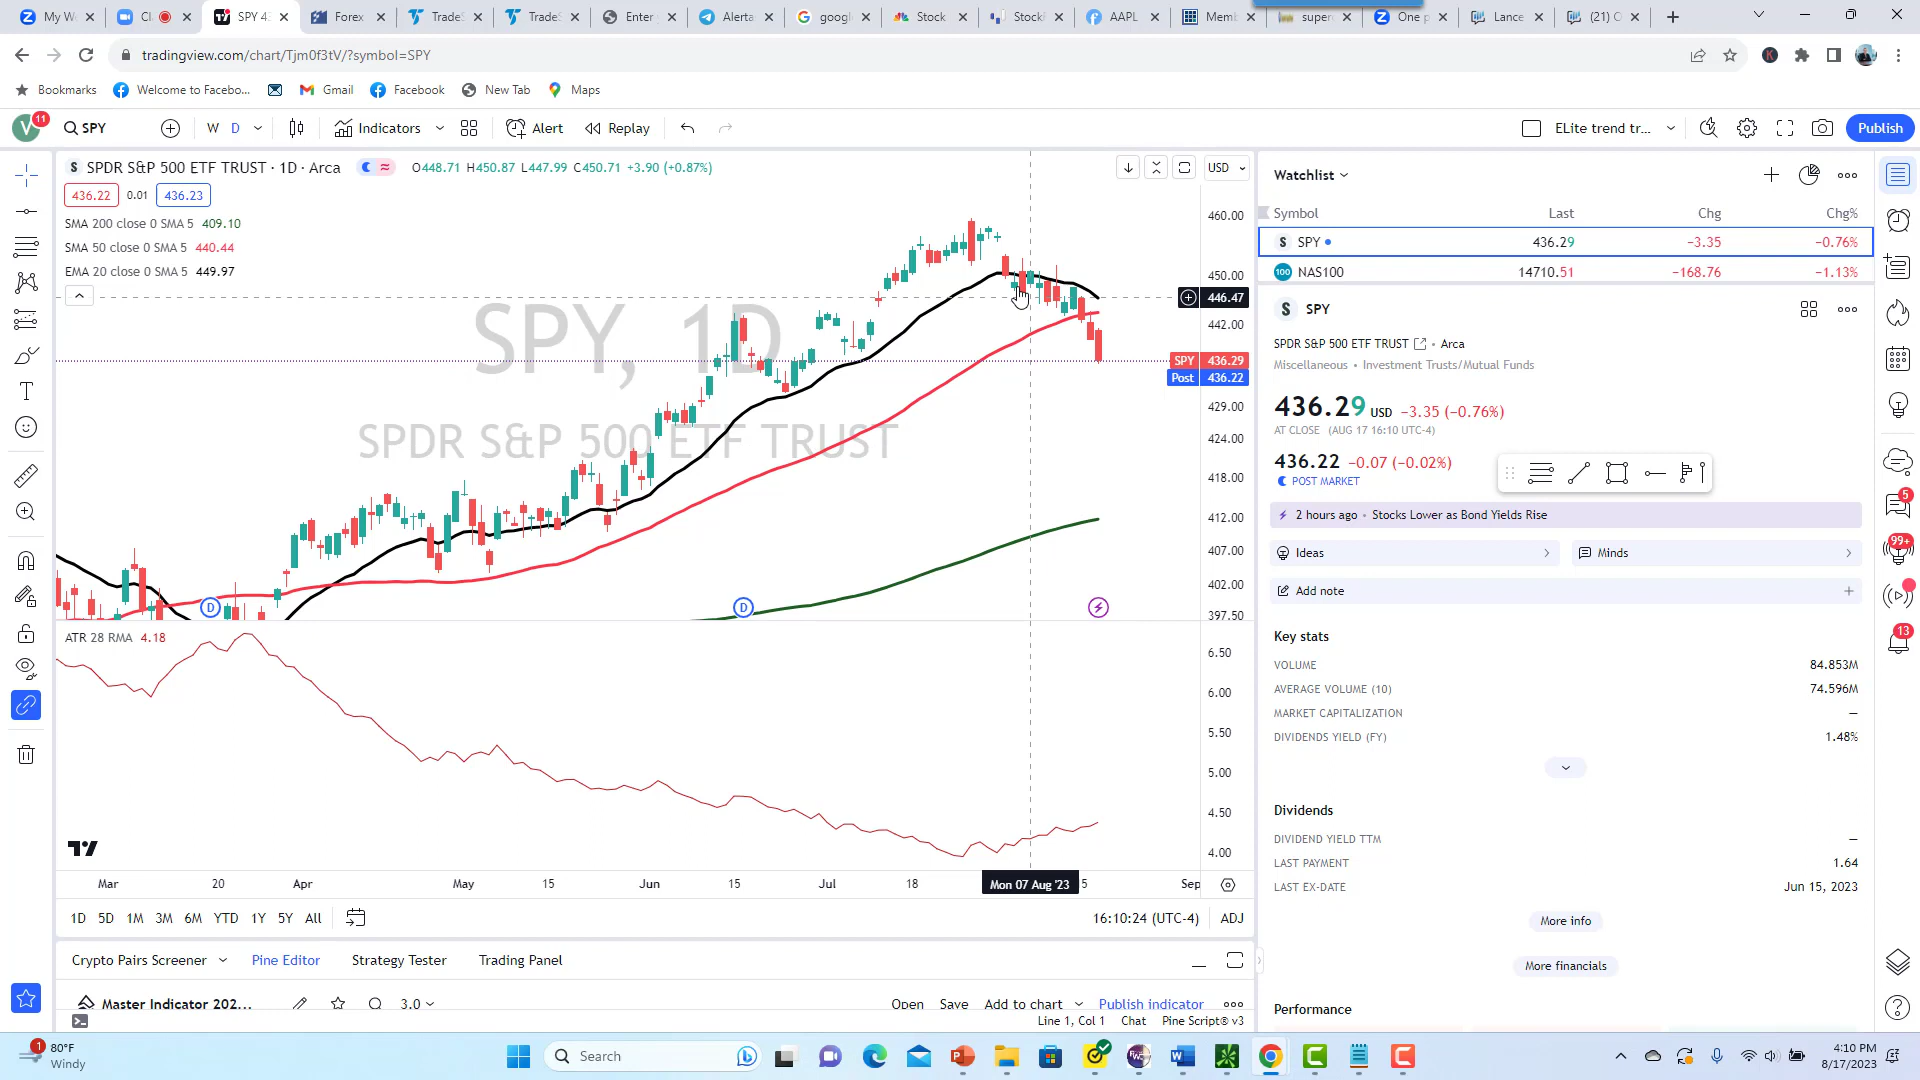 My W
Cl
SPY 4
Forex
Trade
Trade
Enter
Alerta
googl
Stock
Stock
AAPL
Memb
super
One p
Lance
(21) C
tradingview.com/chart/Tjm0f3tV/?symbol=SPY
Bookmarks
Welcome to Facebo...
Gmail
Facebook
New Tab
Maps
V
11
SPY
W
D
Indicators
Alert
Replay
ELite trend tr...
Publish
SPDR S&P 500 ETF TRUST · 1D · Arca
O448.71 H450.87 L447.99 C450.71 +3.90 (+0.87%)
USD
436.22
0.01
436.23
SMA 200 close 0 SMA 5 409.10
SMA 50 close 0 SMA 5 440.44
EMA 20 close 0 SMA 5 449.97
SPY, 1D
SPDR S&P 500 ETF TRUST
460.00
450.00
446.47
442.00
SPY 436.29
Post 436.22
429.00
424.00
418.00
412.00
407.00
402.00
397.50
D
D
ATR 28 RMA 4.18
6.50
6.00
5.50
5.00
4.50
4.00
Mar
20
Apr
May
15
Jun
15
Jul
18
Mon 07 Aug '23
5
Sep
1D
5D
1M
3M
6M
YTD
1Y
5Y
All
16:10:24 (UTC-4)
ADJ
Crypto Pairs Screener
Pine Editor
Strategy Tester
Trading Panel
Master Indicator 202...
3.0
Open
Save
Add to chart
Publish indicator
Line 1, Col 1
Chat
Pine Script® v3
Watchlist
Symbol
Last
Chg
Chg%
S SPY
436.29
−3.35
−0.76%
100 NAS100
14710.51
−168.76
−1.13%
S SPY
SPDR S&P 500 ETF TRUST
• Arca
Miscellaneous • Investment Trusts/Mutual Funds
436.29 USD −3.35 (−0.76%)
AT CLOSE (AUG 17 16:10 UTC-4)
436.22 −0.07 (−0.02%)
POST MARKET
2 hours ago • Stocks Lower as Bond Yields Rise
Ideas
Minds
Add note
Key stats
VOLUME
84.853M
AVERAGE VOLUME (10)
74.596M
MARKET CAPITALIZATION
—
DIVIDENDS YIELD (FY)
1.48%
Dividends
DIVIDEND YIELD TTM
—
LAST PAYMENT
1.64
LAST EX-DATE
Jun 15, 2023
More info
More financials
Performance
5
99+
13
1
80°F
Windy
Search
4:10 PM
8/17/2023